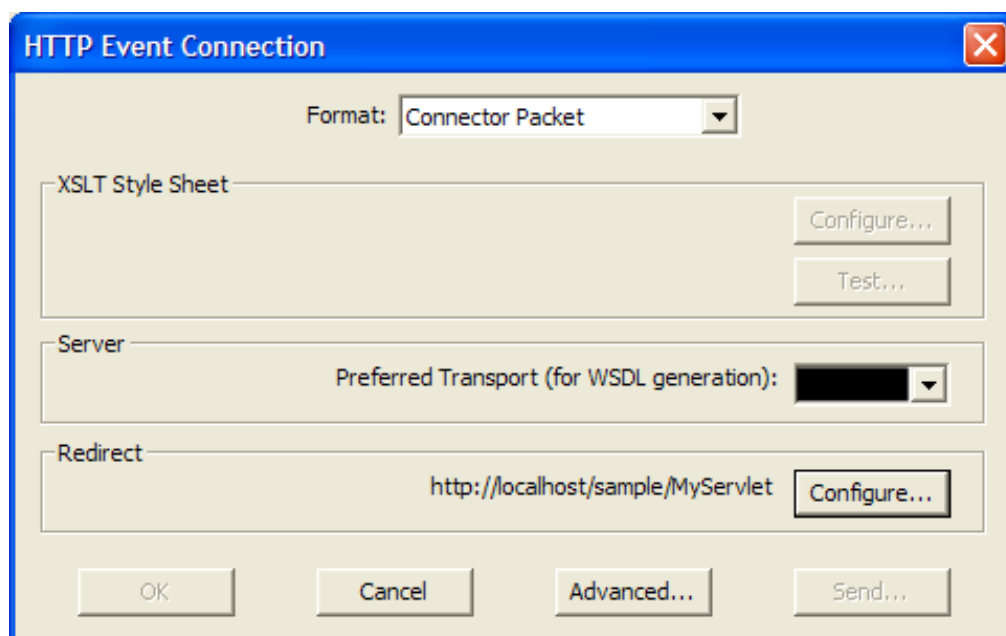 HTTP Event Connection
Format: Connector Packet
XSLT Style Sheet
Configure...
Test...
Server
Preferred Transport (for WSDL generation):
Redirect
http://localhost/sample/MyServlet Configure...
OK Cancel Advanced... Send...